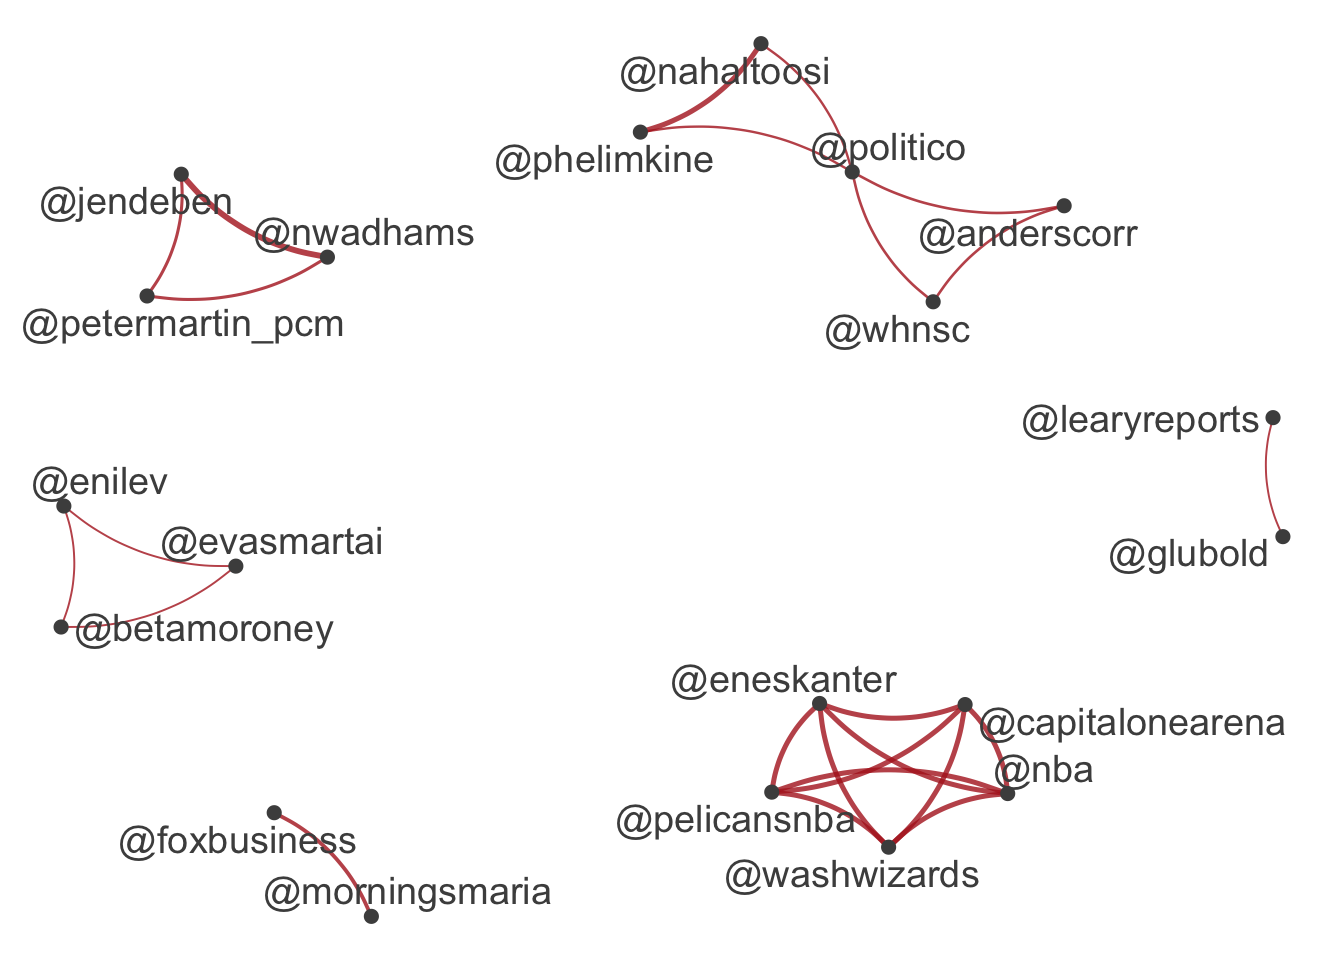 @nahaltoosi
@politico
@phelimkine
@jendeben
@nwadhams
@anderscorr
@petermartin_pcm
@whnsc
@learyreports
@enilev
@evasmartai
@glubold
@betamoroney
@eneskanter
@capitalonearena
@nba
@pelicansnba
@foxbusiness
@washwizards
@morningsmaria